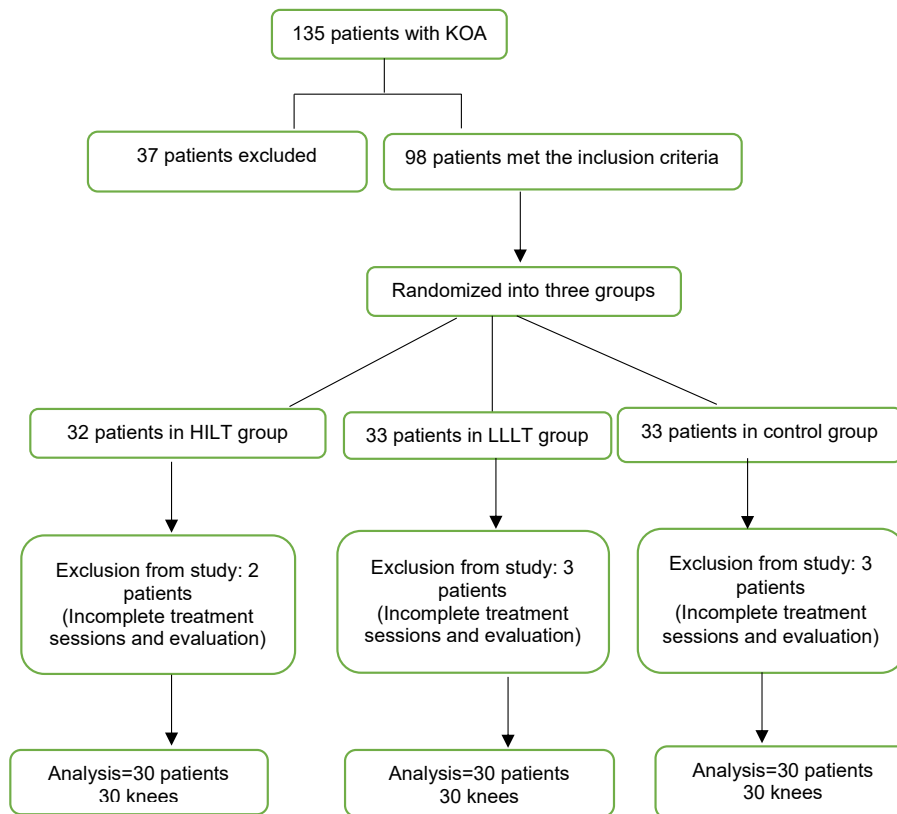 135 patients with KOA
37 patients excluded
98 patients met the inclusion criteria
Randomized into three groups
32 patients in HILT group
33 patients in LLLT group
33 patients in control group
Exclusion from study: 2
patients
(Incomplete treatment
sessions and evaluation)
Exclusion from study: 3
patients
(Incomplete treatment
sessions and evaluation)
Exclusion from study: 3
patients
(Incomplete treatment
sessions and evaluation)
Analysis=30 patients
30 knees
Analysis=30 patients
30 knees
Analysis=30 patients
30 knees